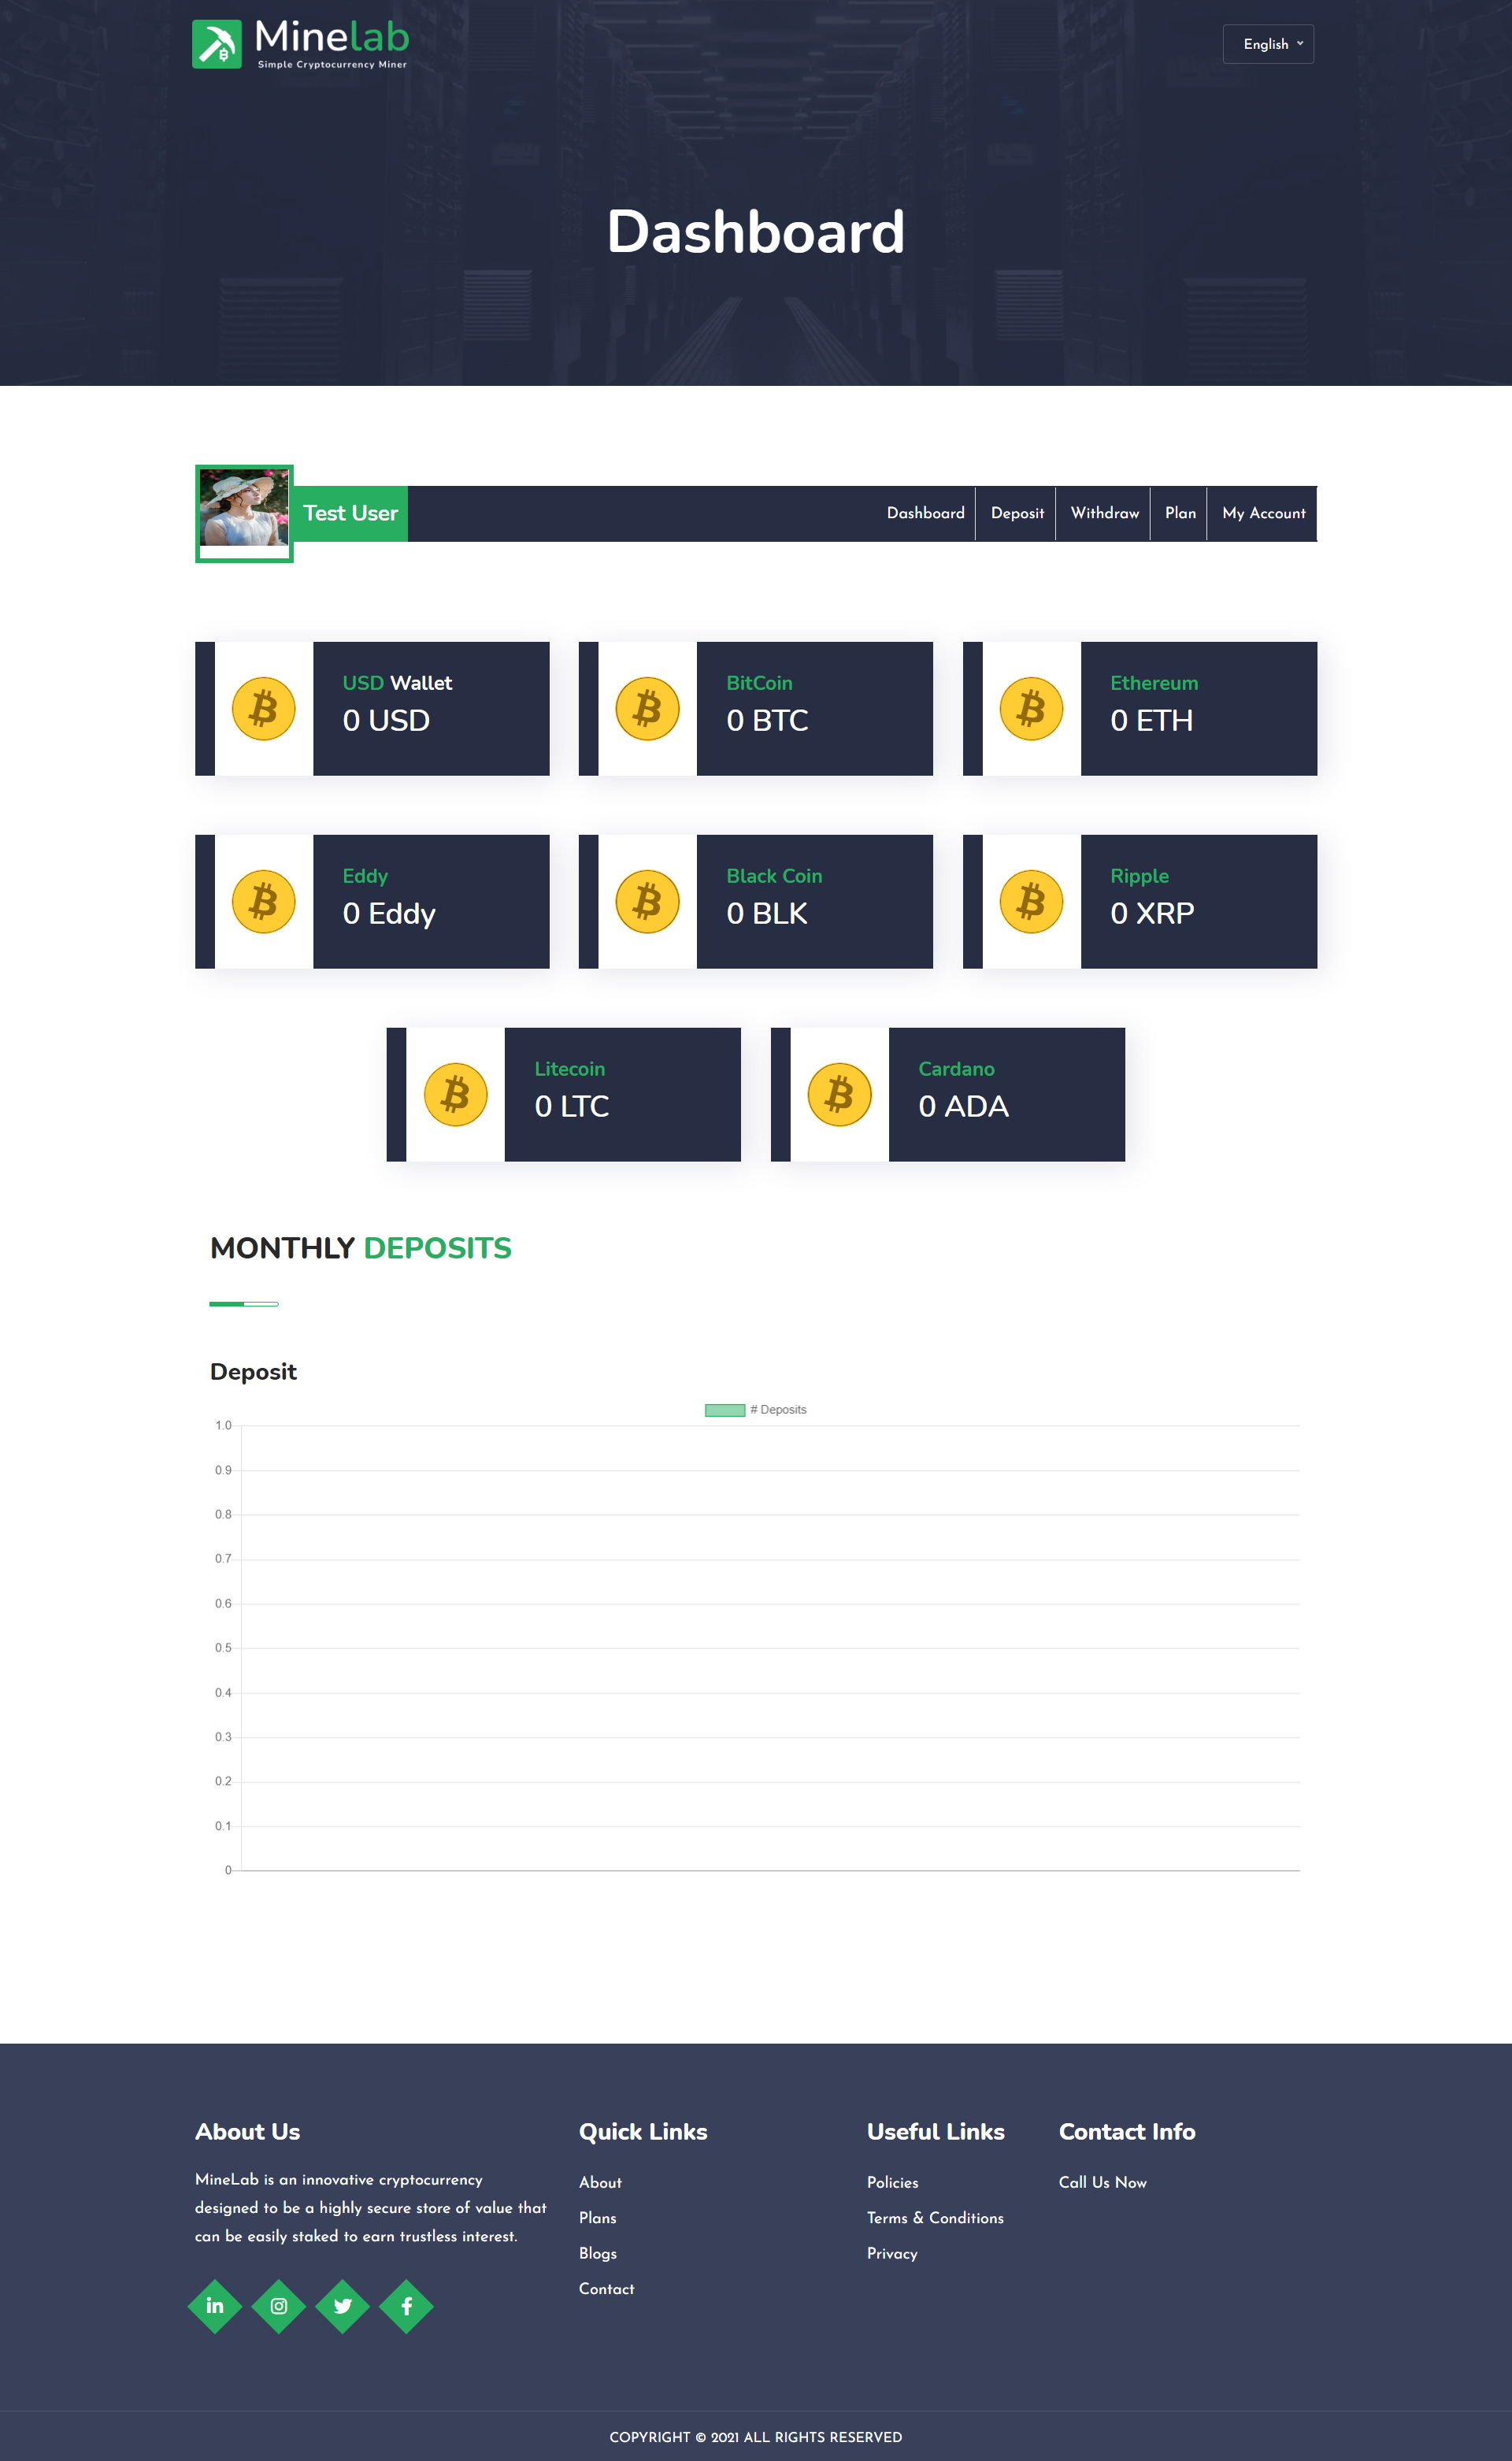 Minelab
Simple Cryptocurrency Miner
English
Dashboard
Test User
Dashboard
Deposit
Withdraw
Plan
My Account
USD Wallet
0 USD
BitCoin
0 BTC
Ethereum
0 ETH
Eddy
0 Eddy
Black Coin
0 BLK
Ripple
0 XRP
Litecoin
0 LTC
Cardano
0 ADA
MONTHLY DEPOSITS
Deposit
# Deposits
1.0
0.9
0.8
0.7
0.6
0.5
0.4
0.3
0.2
0.1
0
About Us
MineLab is an innovative cryptocurrency
designed to be a highly secure store of value that
can be easily staked to earn trustless interest.
Quick Links
About
Plans
Blogs
Contact
Useful Links
Policies
Terms & Conditions
Privacy
Contact Info
Call Us Now
COPYRIGHT © 2021 ALL RIGHTS RESERVED